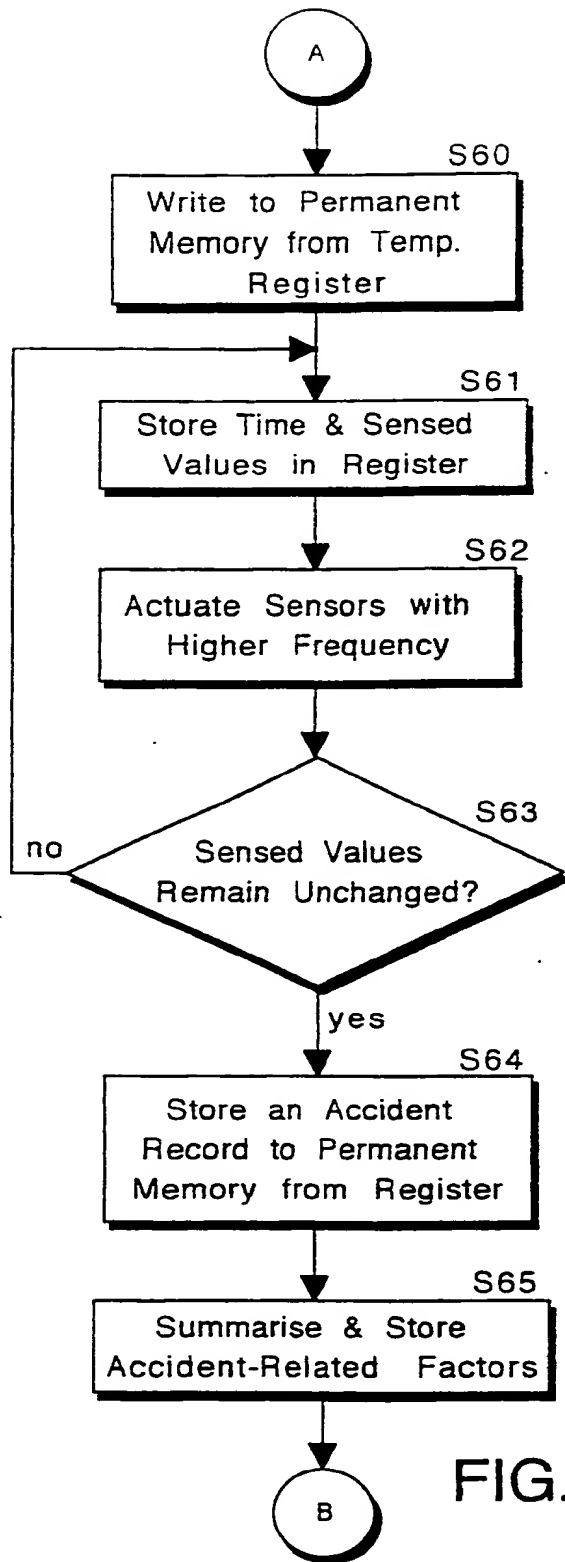 A
S60
Write to Permanent
Memory from Temp.
Register
S61
Store Time & Sensed
Values in Register
S62
Actuate Sensors with
Higher Frequency
S63
no
Sensed Values
Remain Unchanged?
yes
S64
Store an Accident
Record to Permanent
Memory from Register
S65
Summarise & Store
Accident-Related Factors
B
FIG.